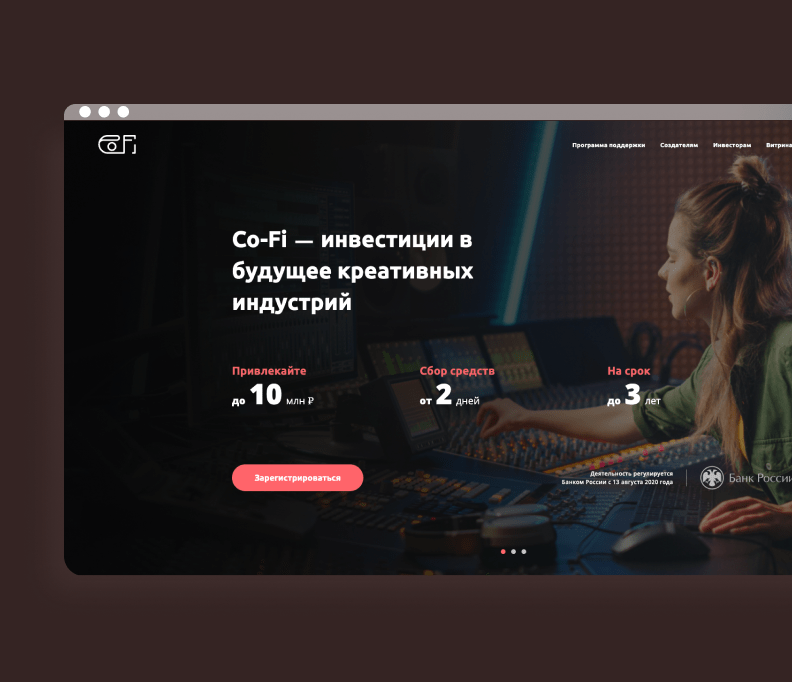 CoFi
Программа поддержки
Создателям
Инвесторам
Витрина
Co-Fi — инвестиции в
будущее креативных
индустрий
Привлекайте
до 10 млн ₽
Сбор средств
от 2 дней
На срок
до 3 лет
Зарегистрироваться
Деятельность регулируется
Банком России с 13 августа 2020 года
Банк России